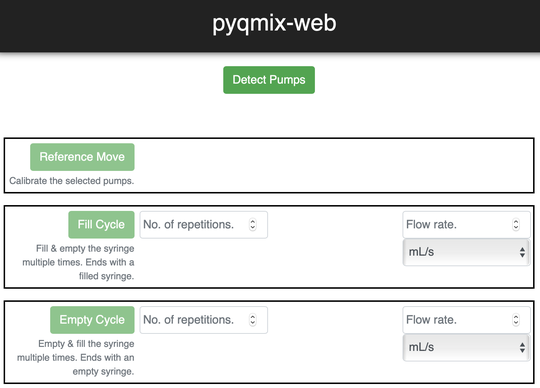 pyqmix-web
Detect Pumps
Reference Move
Calibrate the selected pumps.
Fill Cycle
No. of repetitions.
Flow rate.
mL/s
Fill & empty the syringe
multiple times. Ends with a
filled syringe.
Empty Cycle
No. of repetitions.
Flow rate.
mL/s
Empty & fill the syringe
multiple times. Ends with an
empty syringe.